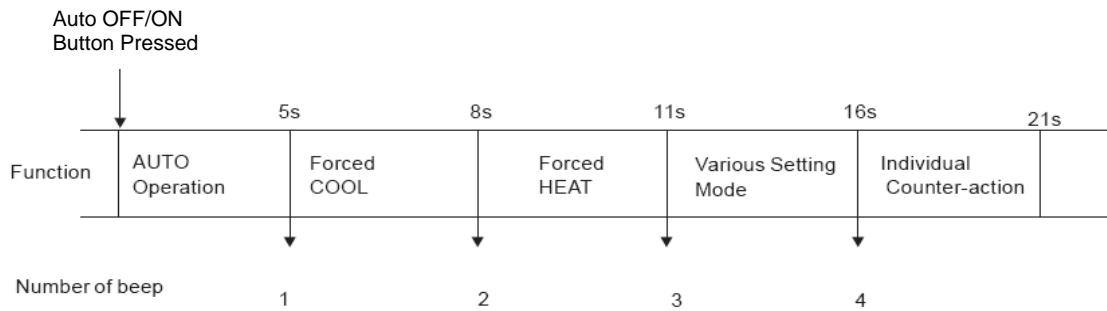 Auto OFF/ON
Button Pressed
5s 8s 11s 16s 21s
Function AUTO Operation Forced COOL Forced HEAT Various Setting Mode Individual Counter-action
Number of beep 1 2 3 4